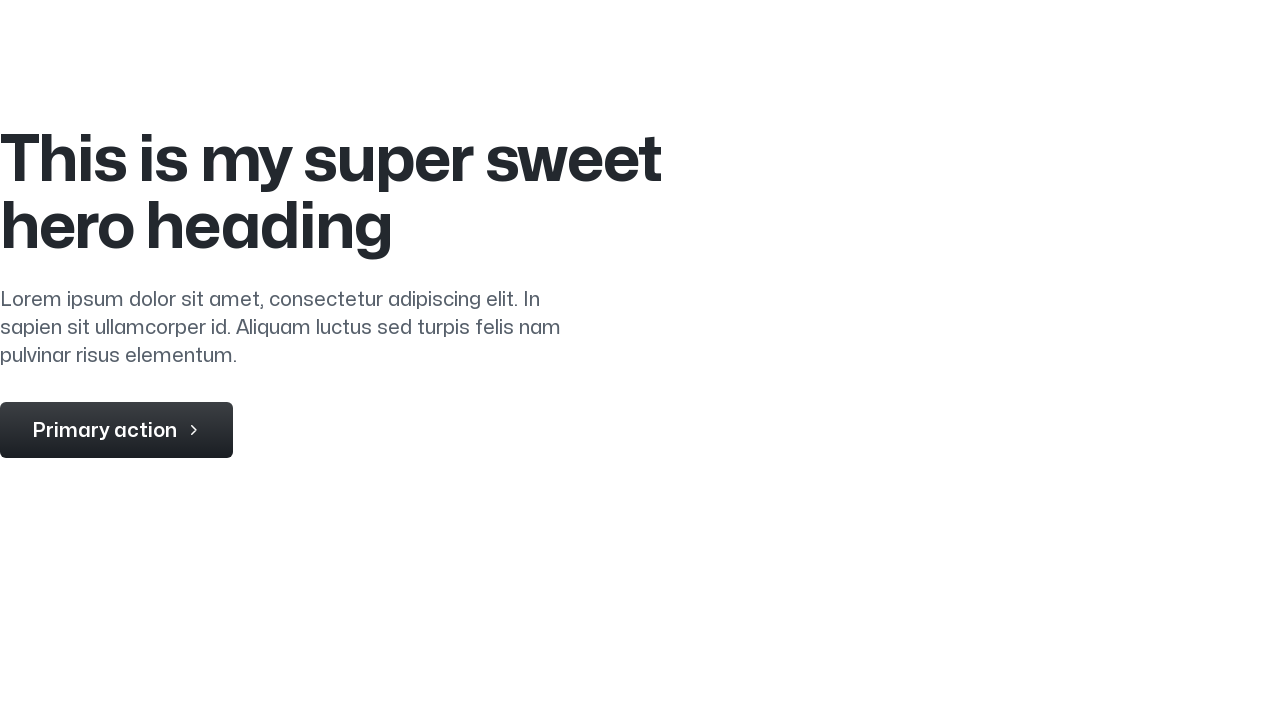 This is my super sweet
hero heading
Lorem ipsum dolor sit amet, consectetur adipiscing elit. In
sapien sit ullamcorper id. Aliquam luctus sed turpis felis nam
pulvinar risus elementum.
Primary action